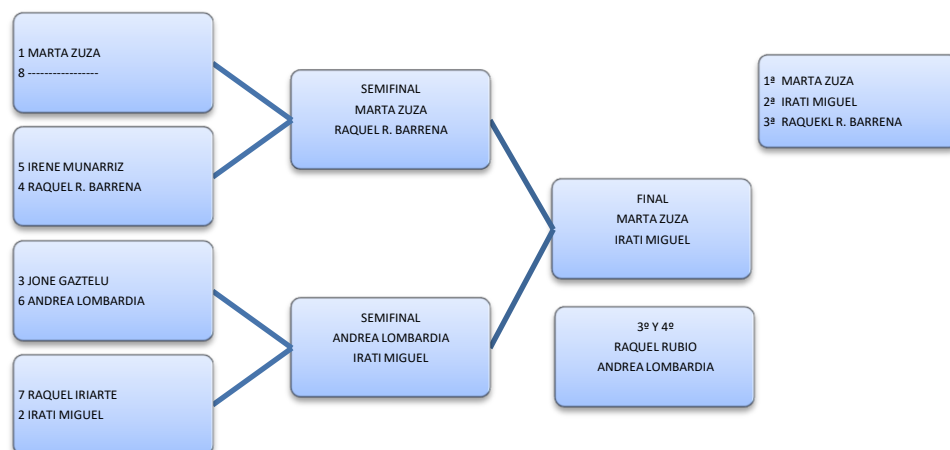 1 MARTA ZUZA
8 -----------------
5 IRENE MUNARRIZ
4 RAQUEL R. BARRENA
3 JONE GAZTELU
6 ANDREA LOMBARDIA
7 RAQUEL IRIARTE
2 IRATI MIGUEL
SEMIFINAL
MARTA ZUZA
RAQUEL R. BARRENA
SEMIFINAL
ANDREA LOMBARDIA
IRATI MIGUEL
FINAL
MARTA ZUZA
IRATI MIGUEL
3º Y 4º
RAQUEL RUBIO
ANDREA LOMBARDIA
1ª MARTA ZUZA
2ª IRATI MIGUEL
3ª RAQUEKL R. BARRENA